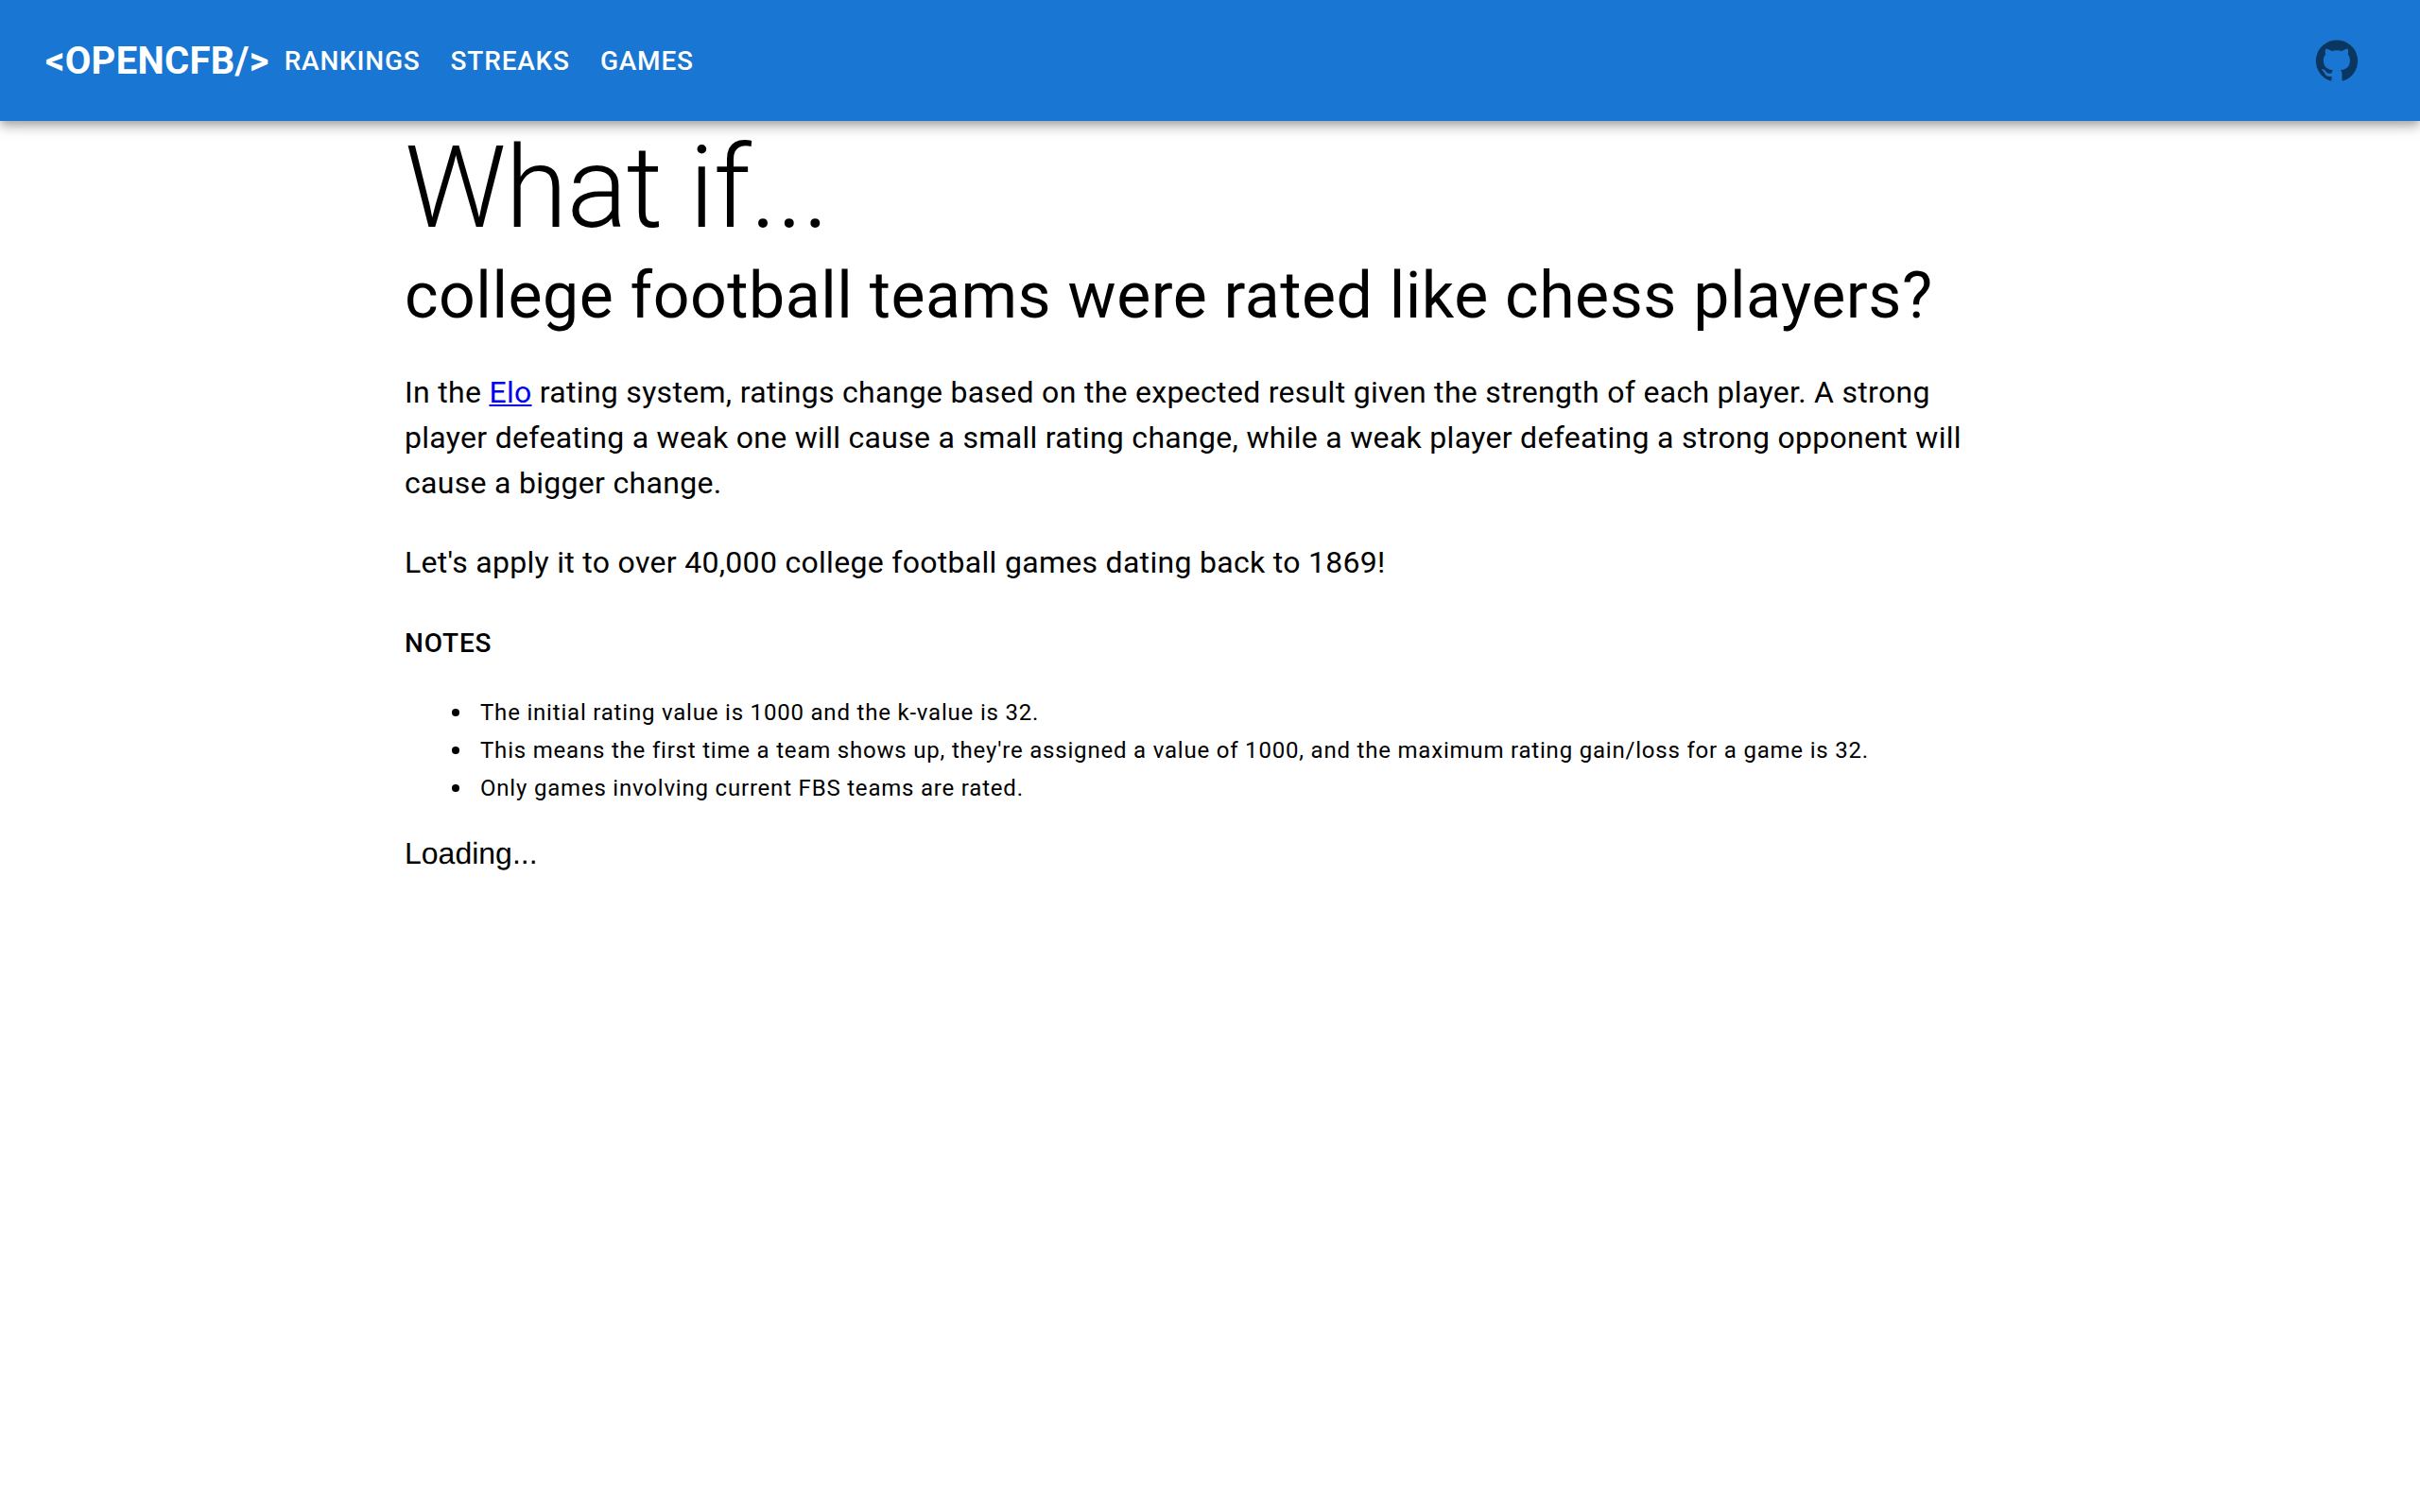 <OPENCFB/> RANKINGS STREAKS GAMES
What if...
college football teams were rated like chess players?
In the Elo rating system, ratings change based on the expected result given the strength of each player. A strong
player defeating a weak one will cause a small rating change, while a weak player defeating a strong opponent will
cause a bigger change.
Let's apply it to over 40,000 college football games dating back to 1869!
NOTES
• The initial rating value is 1000 and the k-value is 32.
• This means the first time a team shows up, they're assigned a value of 1000, and the maximum rating gain/loss for a game is 32.
• Only games involving current FBS teams are rated.
Loading...